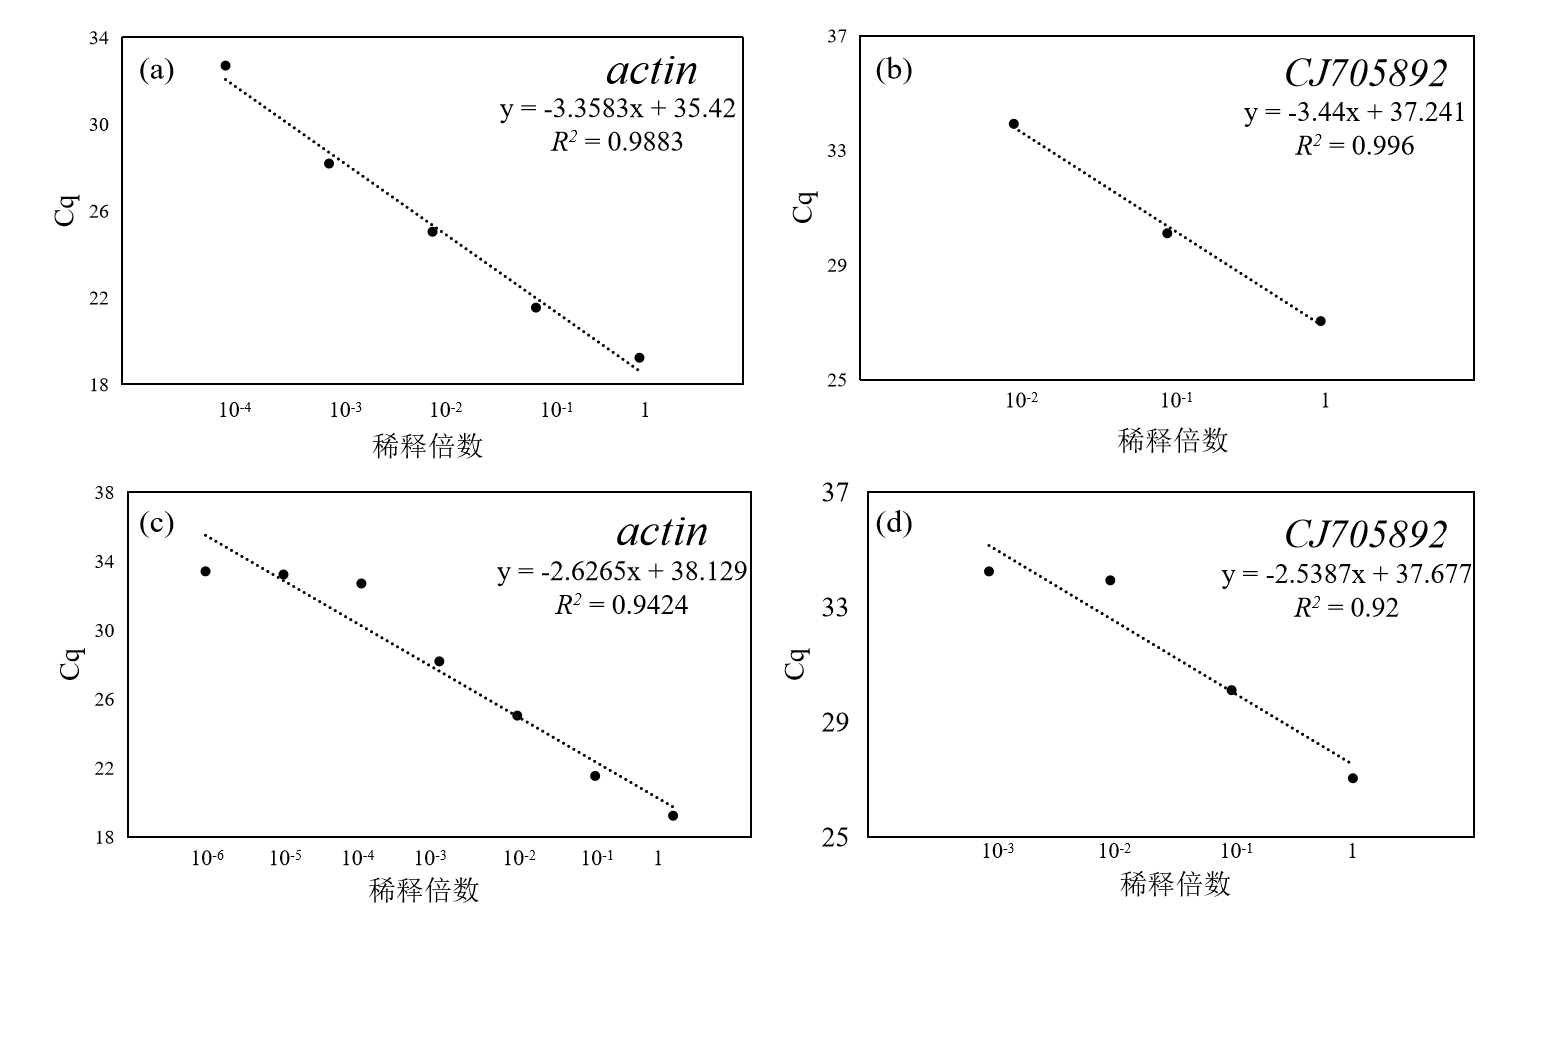 (a)
actin
y = -3.3583x + 35.42
R² = 0.9883
34
30
26
22
18
Cq
10⁻⁴ 10⁻³ 10⁻² 10⁻¹ 1
稀释倍数
(b)
CJ705892
y = -3.44x + 37.241
R² = 0.996
37
33
29
25
Cq
10⁻² 10⁻¹ 1
稀释倍数
(c)
actin
y = -2.6265x + 38.129
R² = 0.9424
38
34
30
26
22
18
Cq
10⁻⁶ 10⁻⁵ 10⁻⁴ 10⁻³ 10⁻² 10⁻¹ 1
稀释倍数
(d)
CJ705892
y = -2.5387x + 37.677
R² = 0.92
37
33
29
25
Cq
10⁻³ 10⁻² 10⁻¹ 1
稀释倍数